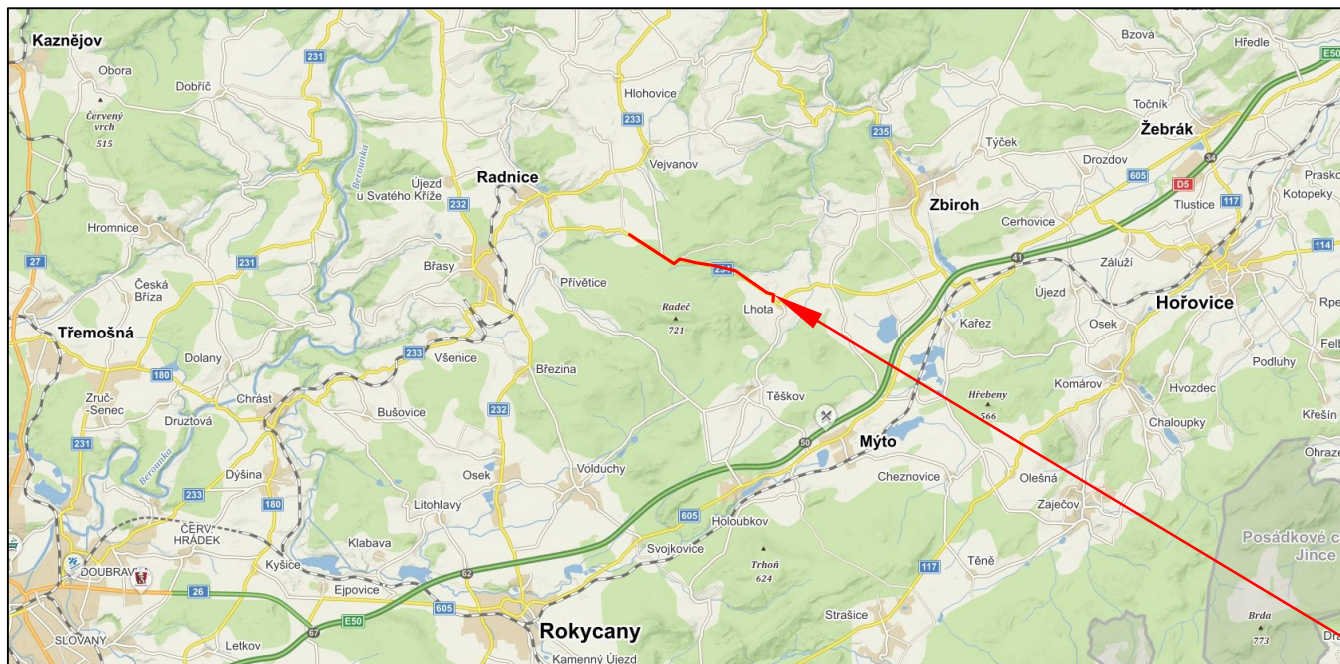 Kaznějov
Obora
Červený
vrch
515
Dobříč
231
Berounka
Hlohovice
233
Vejvanov
Bzová
Hředle
E50
Točník
Žebrák
235
Týček
Drozdov
605
34
D5
Prasko
Kotopeky
117
Tlustice
Radnice
Újezd
u Svatého Kříže
232
Zbiroh
Cerhovice
Hromnice
231
27
Břasy
Česká
Bříza
Přívětice
41
Záluží
114
Újezd
Hořovice
Rpe
Radeč
721
Lhota
Kařez
Osek
Felb
Třemošná
Dolany
233
Všenice
180
Březina
Podluhy
Komárov
Hvozdec
Zruč-
-Senec
Druztová
Chrást
Bušovice
232
Těškov
Hřebeny
566
Křešín
Chaloupky
231
Berounka
50
Mýto
Ohraze
Dýšina
Osek
Volduchy
Cheznovice
Olešná
Zaječov
233
180
Litohlavy
605
Holoubkov
ČERV-
HRÁDEK
Klabava
Svojkovice
Posádkové c
Jince
DOUBRAV
Kyšice
62
Trhoň
624
117
Těně
26
Ejpovice
605
E50
Strašice
Brda
773
SLOVANY
Letkov
67
Rokycany
Kamenný Újezd